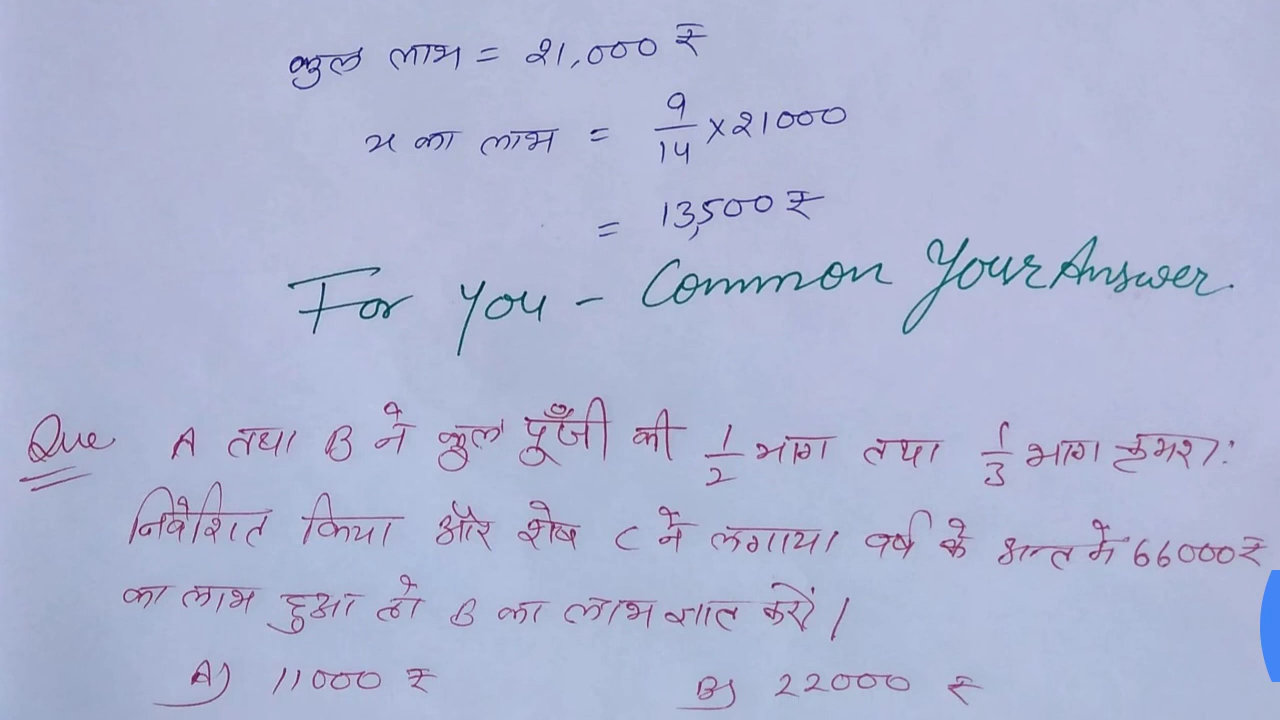 कुल लाभ = 21,000 ₹
x का लाभ = 9/14 × 21000
= 13,500 ₹
For you - Common Your Answer.
Que A तथा B ने कुल पूँजी की 1/2 भाग तथा 1/3 भाग क्रमश:
निवेशित किया और शेष C ने लगाया। वर्ष के अन्त में 66000 ₹
का लाभ हुआ तो B का लाभ ज्ञात करें।
A) 11000 ₹ B) 22000 ₹